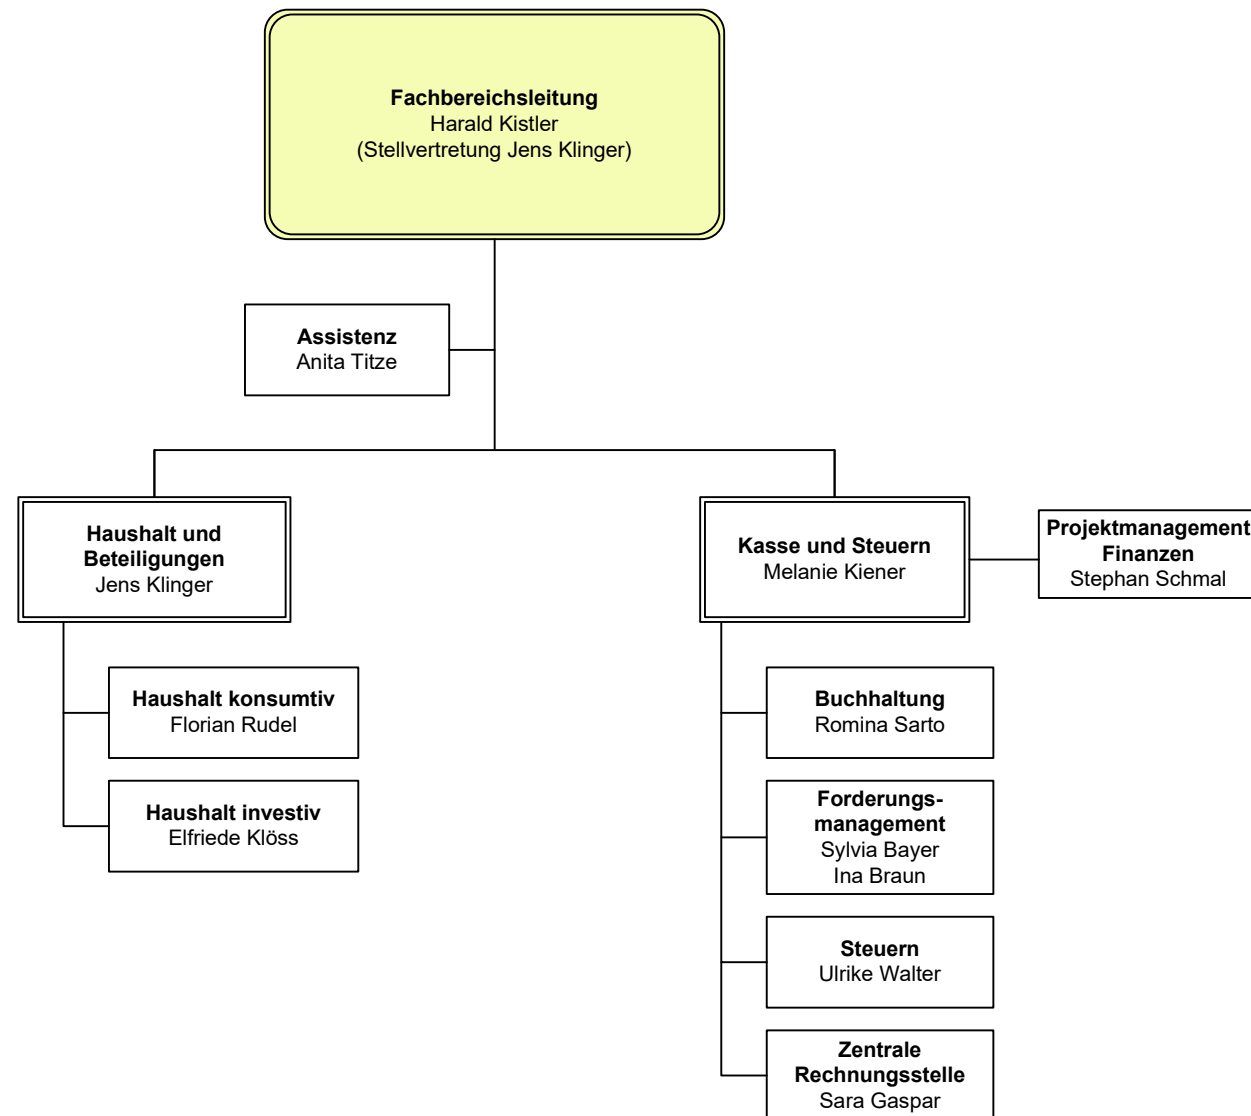 Fachbereichsleitung
Harald Kistler
(Stellvertretung Jens Klinger)
Assistenz
Anita Titze
Haushalt und
Beteiligungen
Jens Klinger
Kasse und Steuern
Melanie Kiener
Projektmanagement
Finanzen
Stephan Schmal
Haushalt konsumtiv
Florian Rudel
Haushalt investiv
Elfriede Klöss
Buchhaltung
Romina Sarto
Forderungs-
management
Sylvia Bayer
Ina Braun
Steuern
Ulrike Walter
Zentrale
Rechnungsstelle
Sara Gaspar